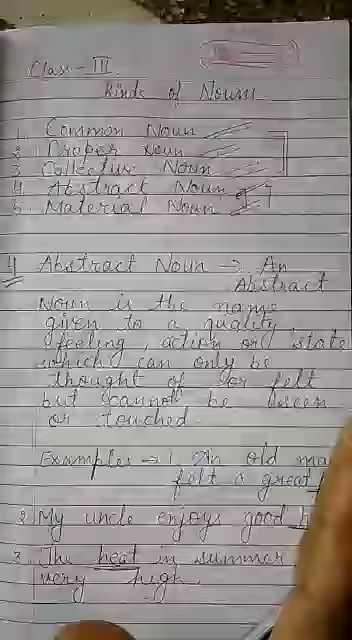 Class - III
Kinds of Noun
1. Common Noun
2. Proper Noun
3. Collective Noun
4. Abstract Noun
5. Material Noun
4 Abstract Noun → An
Abstract
Noun is the name
given to a quality,
feeling, action or state
which can only be
thought of or felt
but cannot be seen
or touched.
Examples → 1. An old
felt a great
2. My uncle enjoys good
3. The heat in summer
very high.